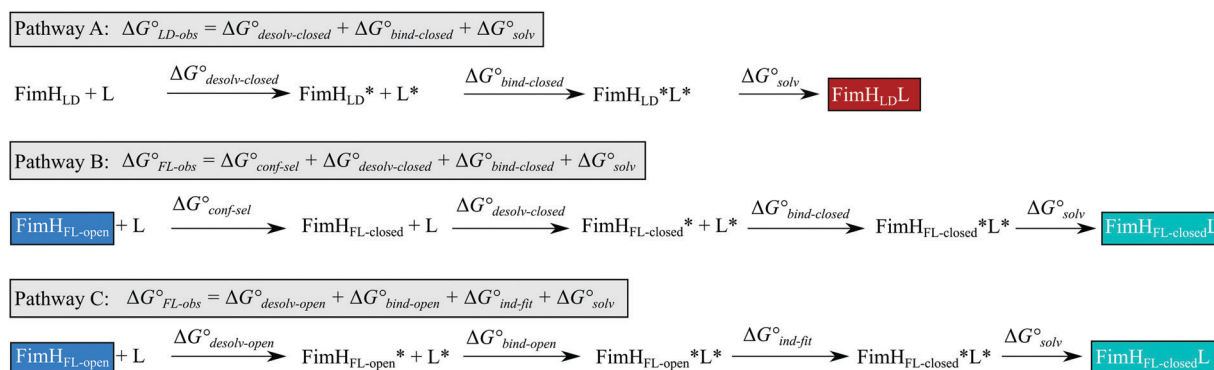 Pathway A: ΔG°LD-obs = ΔG°desolv-closed + ΔG°bind-closed + ΔG°solv
ΔG°desolv-closed ΔG°bind-closed ΔG°solv
FimHLD + L FimHLD* + L* FimHLD*L* FimHLDL
Pathway B: ΔG°FL-obs = ΔG°conf-sel + ΔG°desolv-closed + ΔG°bind-closed + ΔG°solv
ΔG°conf-sel ΔG°desolv-closed ΔG°bind-closed ΔG°solv
FimHFL-open + L FimHFL-closed + L FimHFL-closed* + L* FimHFL-closed*L* FimHFL-closedL
Pathway C: ΔG°FL-obs = ΔG°desolv-open + ΔG°bind-open + ΔG°ind-fit + ΔG°solv
ΔG°desolv-open ΔG°bind-open ΔG°ind-fit ΔG°solv
FimHFL-open + L FimHFL-open* + L* FimHFL-open*L* FimHFL-closed*L* FimHFL-closedL